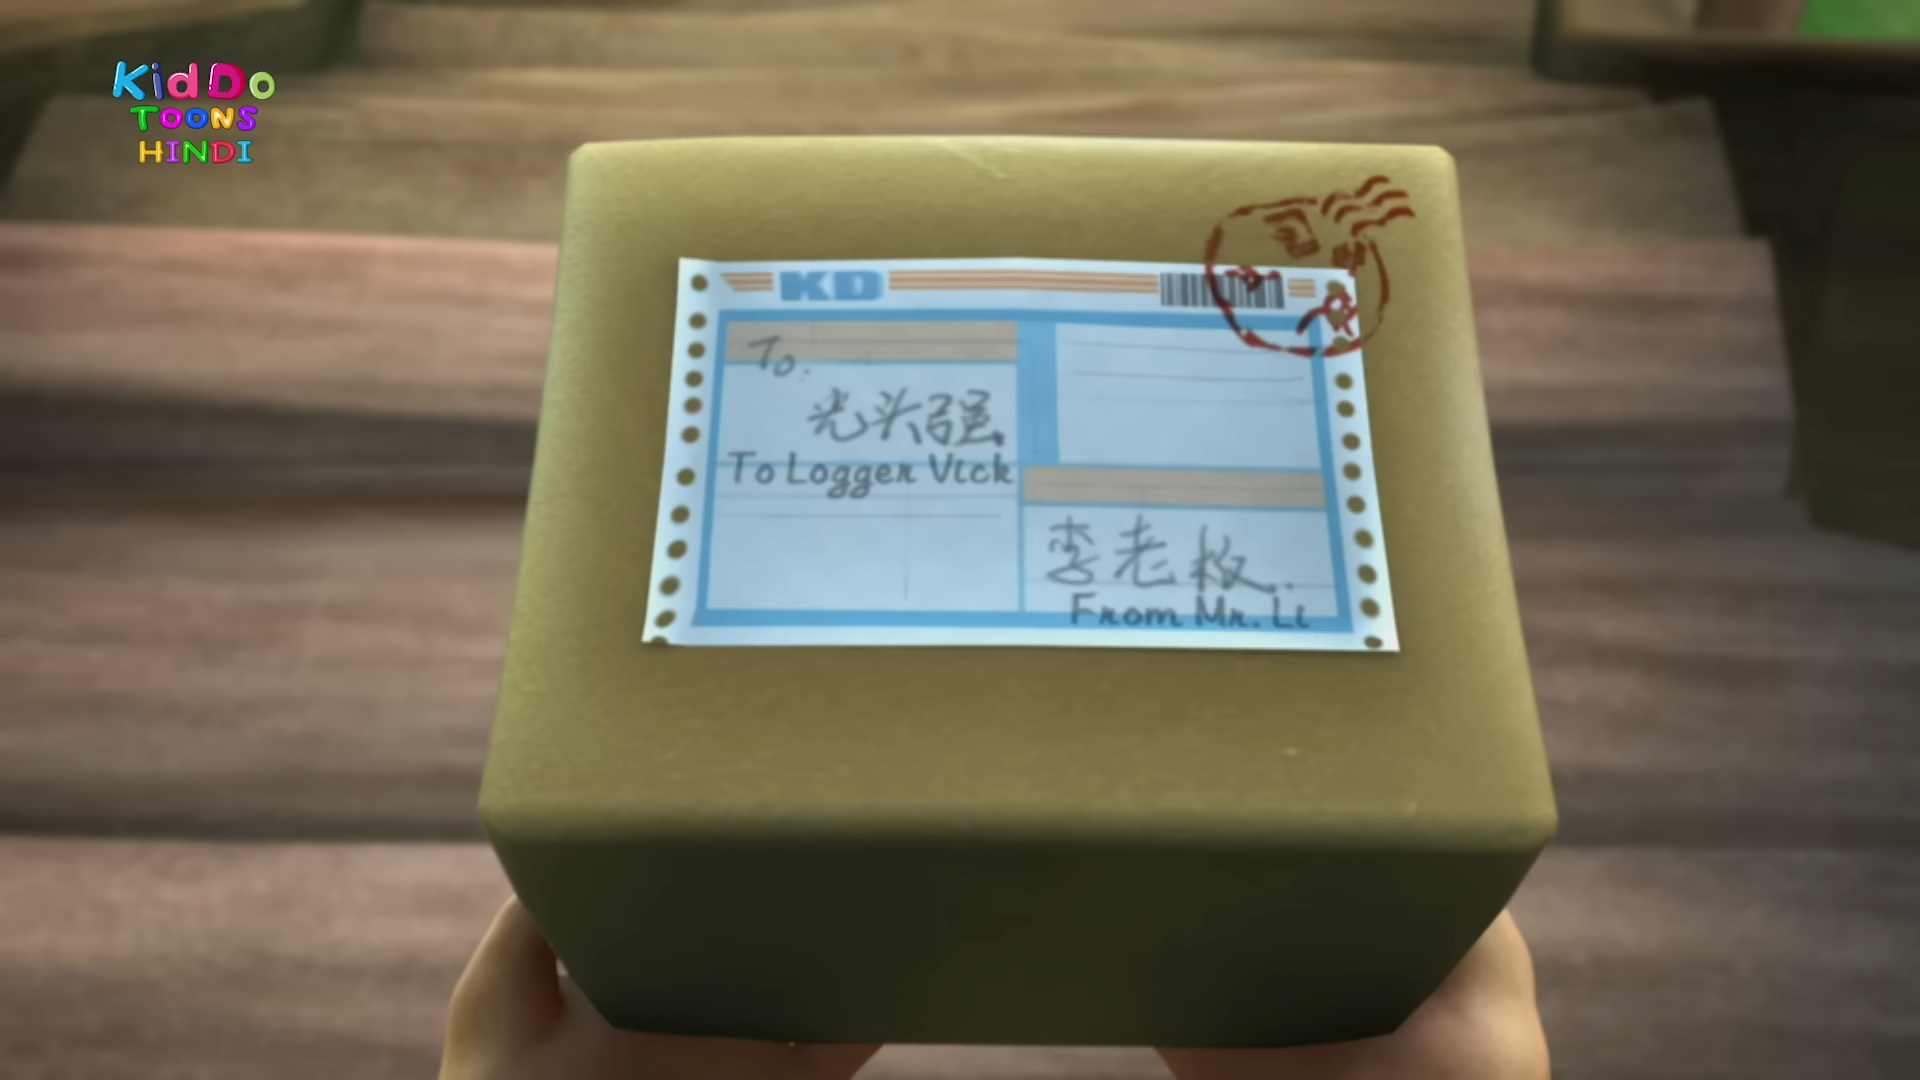 KidDo
TOONS
HINDI
KD
To:
光头强
To Logger Vick
李老板.
From Mr. Li